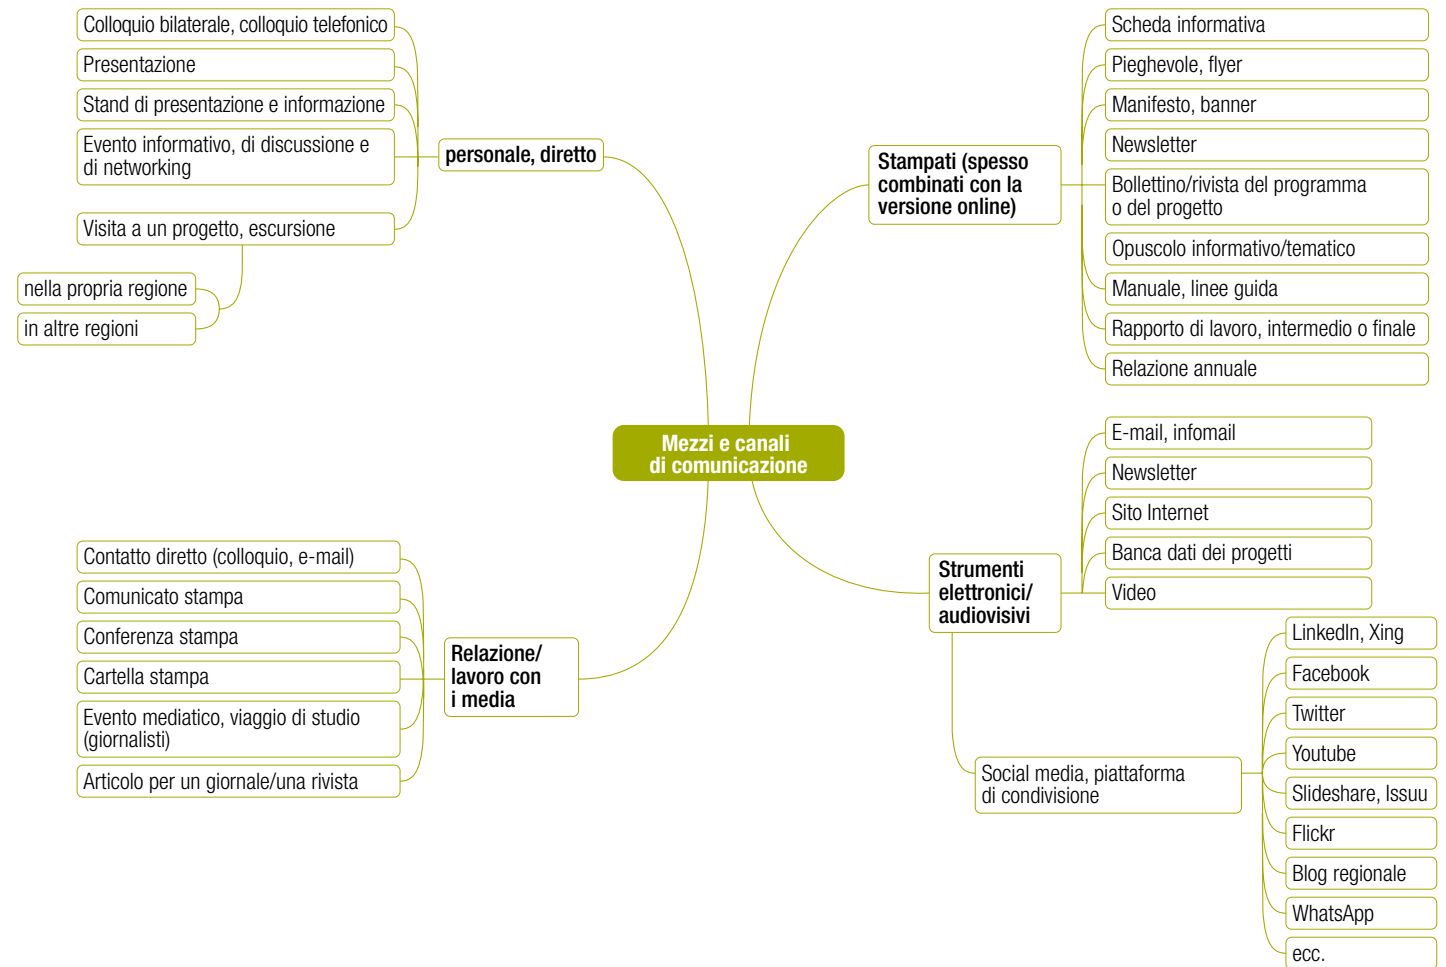 Colloquio bilaterale, colloquio telefonico
Presentazione
Stand di presentazione e informazione
Evento informativo, di discussione e
di networking
Visita a un progetto, escursione
nella propria regione
in altre regioni
personale, diretto
Stampati (spesso
combinati con la
versione online)
Scheda informativa
Pieghevole, flyer
Manifesto, banner
Newsletter
Bollettino/rivista del programma
o del progetto
Opuscolo informativo/tematico
Manuale, linee guida
Rapporto di lavoro, intermedio o finale
Relazione annuale
Mezzi e canali
di comunicazione
Contatto diretto (colloquio, e-mail)
Comunicato stampa
Conferenza stampa
Cartella stampa
Evento mediatico, viaggio di studio
(giornalisti)
Articolo per un giornale/una rivista
Relazione/
lavoro con
i media
Strumenti
elettronici/
audiovisivi
E-mail, infomail
Newsletter
Sito Internet
Banca dati dei progetti
Video
Social media, piattaforma
di condivisione
LinkedIn, Xing
Facebook
Twitter
Youtube
Slideshare, Issuu
Flickr
Blog regionale
WhatsApp
ecc.